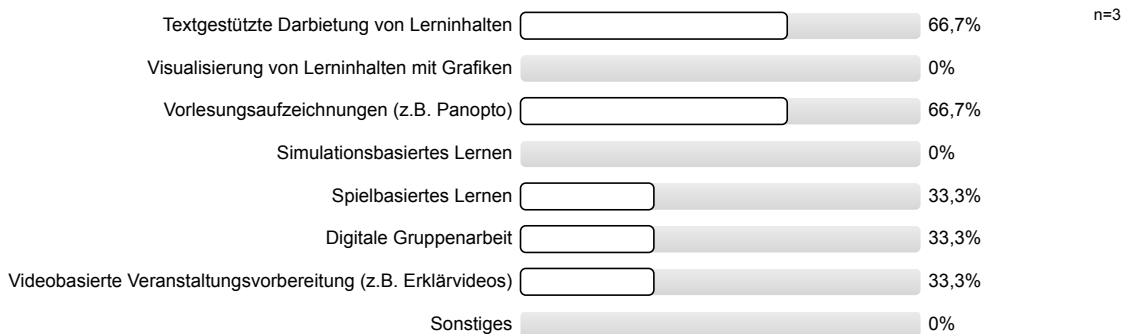 Textgestützte Darbietung von Lerninhalten 66,7% n=3
Visualisierung von Lerninhalten mit Grafiken 0%
Vorlesungsaufzeichnungen (z.B. Panopto) 66,7%
Simulationsbasiertes Lernen 0%
Spielbasiertes Lernen 33,3%
Digitale Gruppenarbeit 33,3%
Videobasierte Veranstaltungsvorbereitung (z.B. Erklärvideos) 33,3%
Sonstiges 0%